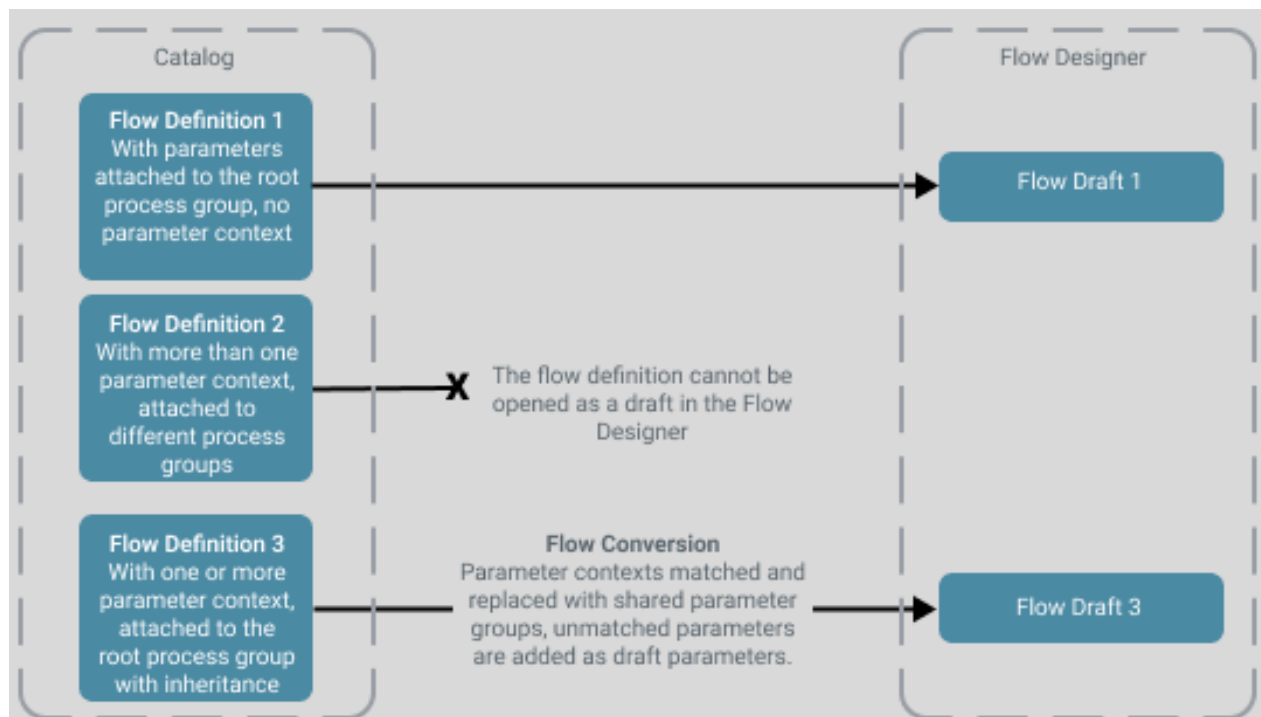 Catalog
Flow Designer
Flow Definition 1
With parameters
attached to the root
process group, no
parameter context
Flow Draft 1
Flow Definition 2
With more than one
parameter context,
attached to
different process
groups
X
The flow definition cannot be
opened as a draft in the Flow
Designer
Flow Definition 3
With one or more
parameter context,
attached to the
root process group
with inheritance
Flow Conversion
Parameter contexts matched and
replaced with shared parameter
groups, unmatched parameters
are added as draft parameters.
Flow Draft 3